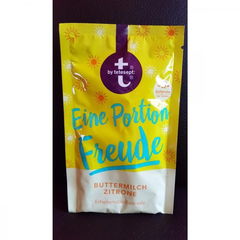 t
by tetesept:
Eine Portion
Freude
BUTTERMILCH
ZITRONE